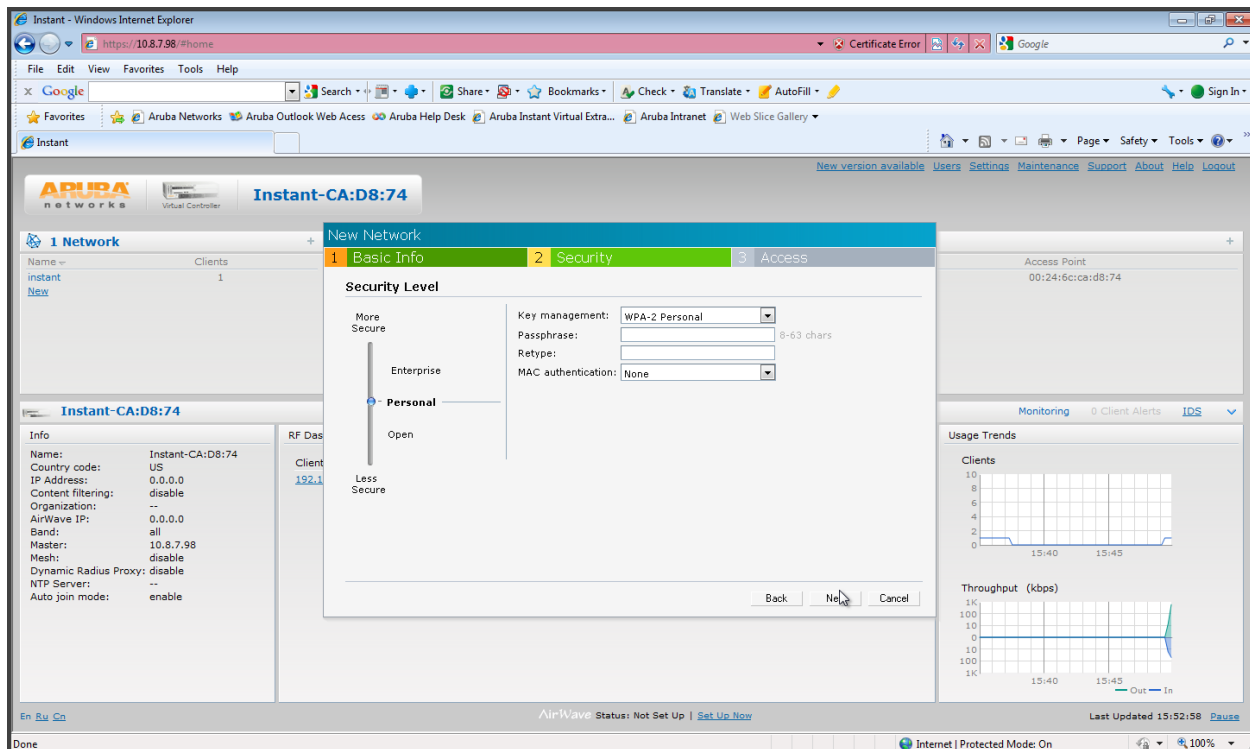 Instant - Windows Internet Explorer
https://10.8.7.98/#home
Certificate Error
Google
File Edit View Favorites Tools Help
x Google Search Share Bookmarks Check Translate AutoFill Sign In
Favorites Aruba Networks Aruba Outlook Web Acess Aruba Help Desk Aruba Instant Virtual Extra... Aruba Intranet Web Slice Gallery
Instant
Page Safety Tools
New version available Users Settings Maintenance Support About Help Logout
ARUBA
networks
Virtual Controller
Instant-CA:D8:74
1 Network +
Name Clients
instant 1
New
New Network
1 Basic Info 2 Security 3 Access
Security Level
More
Secure
Enterprise
Personal
Open
Less
Secure
Key management: WPA-2 Personal
Passphrase: 8-63 chars
Retype:
MAC authentication: None
Back Ne Cancel
+
Access Point
00:24:6c:ca:d8:74
Instant-CA:D8:74
Monitoring 0 Client Alerts IDS
Info
Name: Instant-CA:D8:74
Country code: US
IP Address: 0.0.0.0
Content filtering: disable
Organization: --
AirWave IP: 0.0.0.0
Band: all
Master: 10.8.7.98
Mesh: disable
Dynamic Radius Proxy: disable
NTP Server: --
Auto join mode: enable
RF Das
Client
192.1
Usage Trends
Clients
10
8
6
4
2
0
15:40 15:45
Throughput (kbps)
1K
100
10
0
10
100
1K
15:40 15:45
Out In
En Ru Cn
AirWave Status: Not Set Up | Set Up Now
Last Updated 15:52:58 Pause
Done
Internet | Protected Mode: On
100%